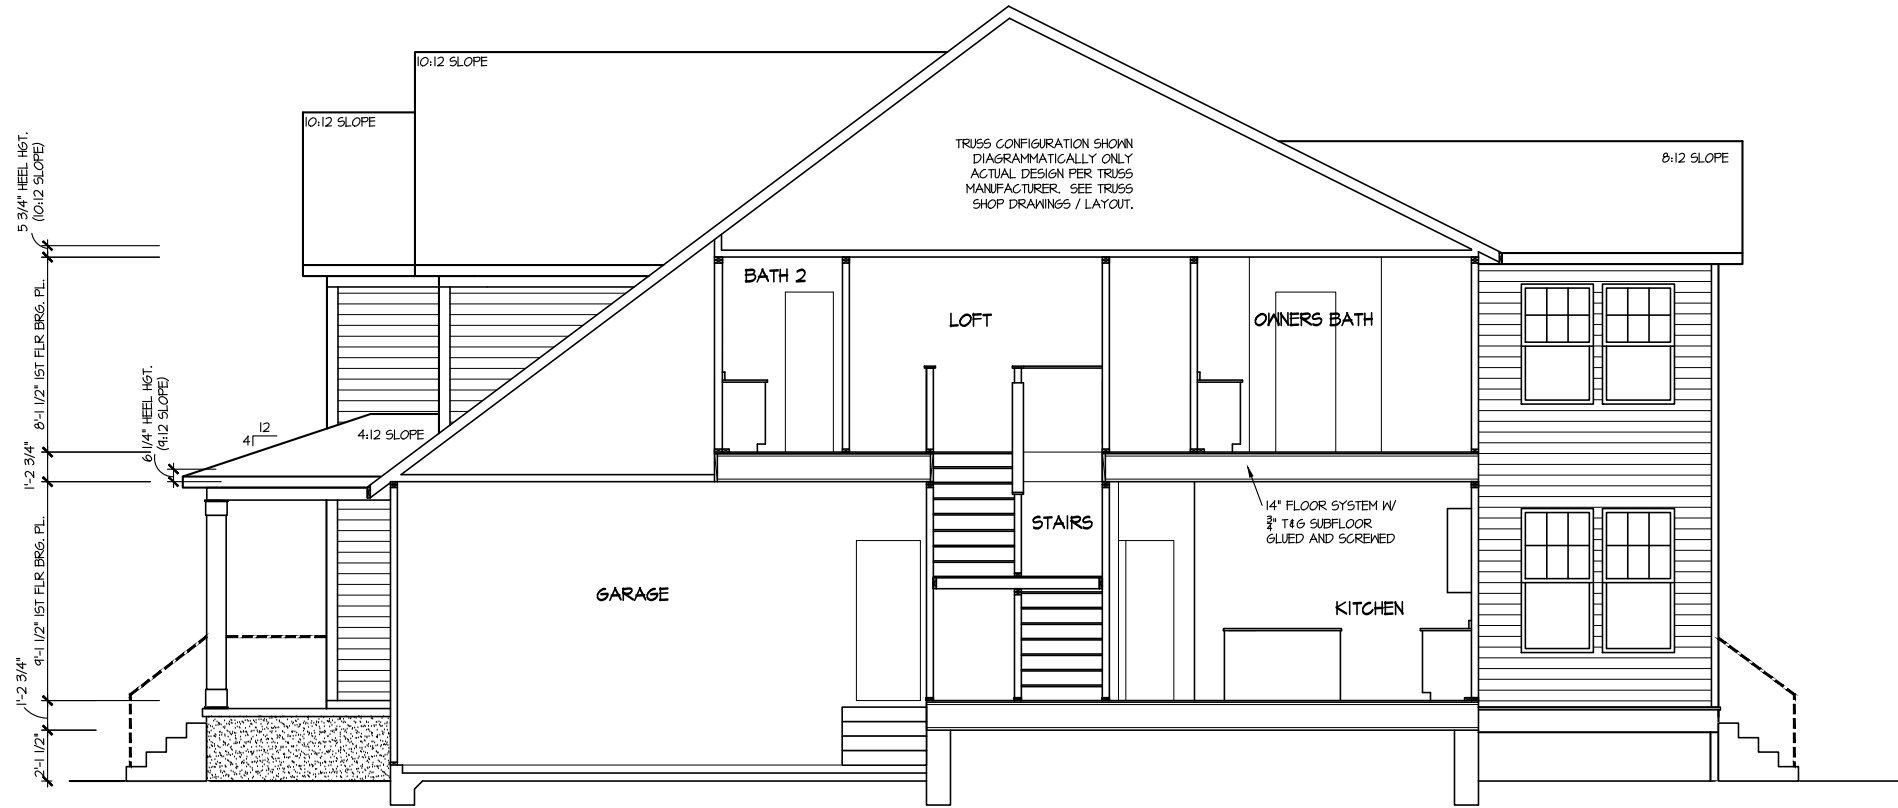 10:12 SLOPE
10:12 SLOPE
TRUSS CONFIGURATION SHOWN
DIAGRAMMATICALLY ONLY
ACTUAL DESIGN PER TRUSS
MANUFACTURER. SEE TRUSS
SHOP DRAWINGS / LAYOUT.
8:12 SLOPE
5 3/4" HEEL HGT.
(10:12 SLOPE)
BATH 2
LOFT
OWNERS BATH
8'-1 1/2" 1ST FLR BRG. PL.
6 1/4" HEEL HGT.
(9:12 SLOPE)
12
4
4:12 SLOPE
1'-2 3/4"
14" FLOOR SYSTEM W/
3/4" T&G SUBFLOOR
GLUED AND SCREWED
STAIRS
GARAGE
KITCHEN
9'-1 1/2" 1ST FLR BRG. PL.
1'-2 3/4"
2'-1 1/2"